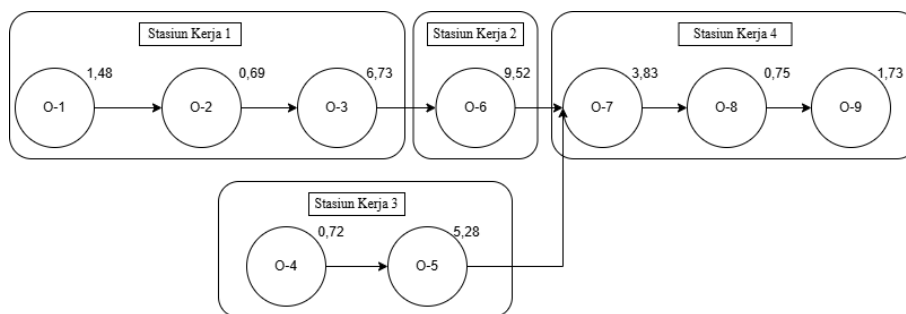 Stasiun Kerja 1
Stasiun Kerja 2
Stasiun Kerja 4
1,48
0,69
6,73
9,52
3,83
0,75
1,73
O-1
O-2
O-3
O-6
O-7
O-8
O-9
Stasiun Kerja 3
0,72
5,28
O-4
O-5